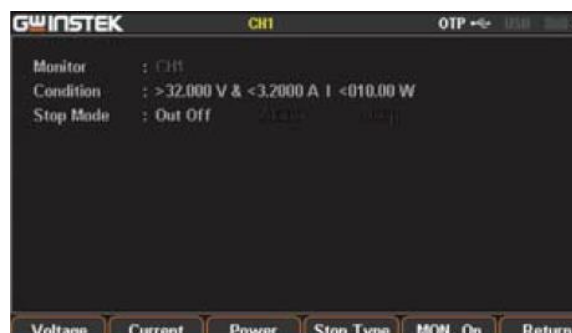 GWINSTEK CH1 OTP
Monitor : CH1
Condition : >32.000 V & <3.2000 A | <010.00 W
Stop Mode : Out Off
Voltage Current Power Stop Type MON. On Return